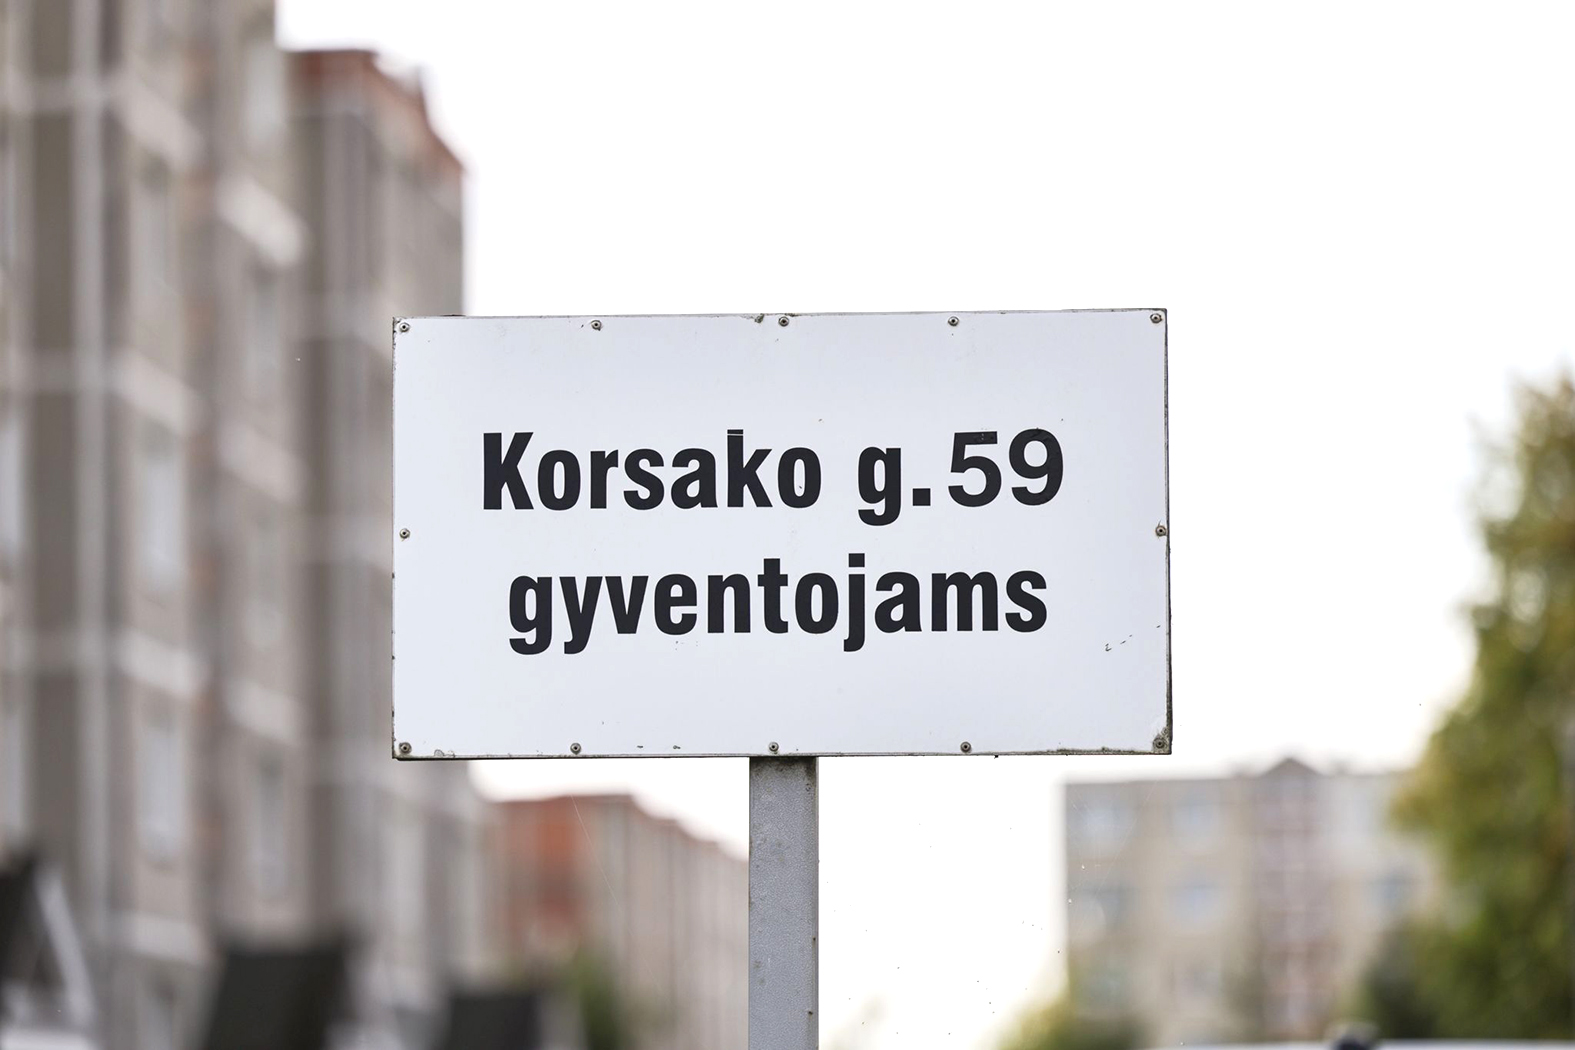 Korsako g. 59
gyventojams